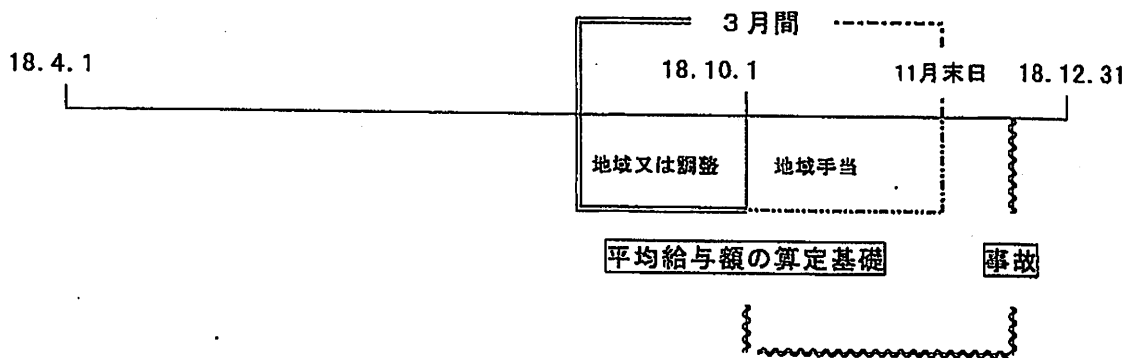 3月間
18.4.1
18.10.1
11月末日
18.12.31
地域又は調整
地域手当
平均給与額の算定基礎
事故